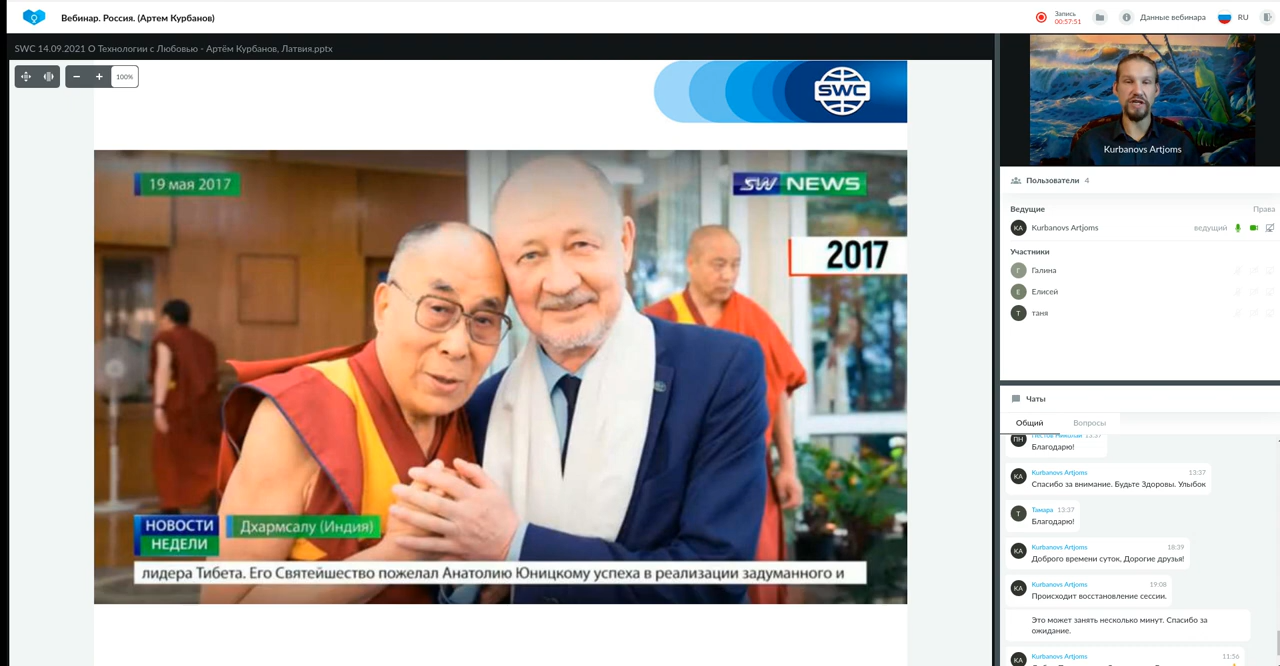 Вебинар. Россия. (Артем Курбанов)
Запись
00:57:51
Данные вебинара
RU
SWC 14.09.2021 О Технологии с Любовью - Артём Курбанов, Латвия.pptx
100%
SWC
19 мая 2017
SW NEWS
2017
НОВОСТИ
НЕДЕЛИ
Дхармсалу (Индия)
лидера Тибета. Его Святейшество пожелал Анатолию Юницкому успеха в реализации задуманного и
Kurbanovs Artjoms
Пользователи 4
Ведущие
Права
КА
Kurbanovs Artjoms
ведущий
Участники
Г
Галина
Е
Елисей
Т
таня
Чаты
Общий
Вопросы
ПН
13:37
Благодарю!
КА
Kurbanovs Artjoms
13:37
Спасибо за внимание. Будьте Здоровы. Улыбок
Т
Тамара 13:37
Благодарю!
КА
Kurbanovs Artjoms
18:39
Доброго времени суток, Дорогие друзья!
КА
Kurbanovs Artjoms
19:08
Происходит восстановление сессии.
Это может занять несколько минут. Спасибо за
ожидание.
КА
Kurbanovs Artjoms
11:56